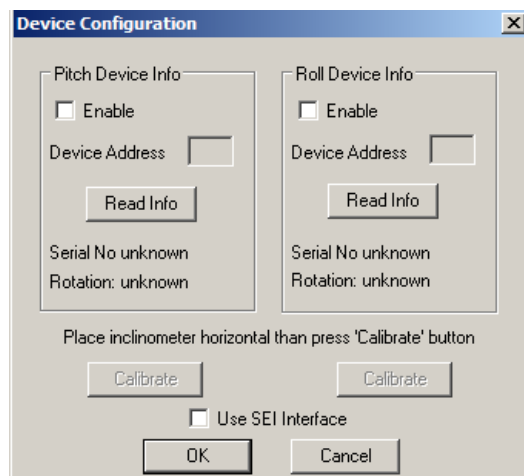 Device Configuration
Pitch Device Info
Roll Device Info
Enable
Enable
Device Address
Device Address
Read Info
Read Info
Serial No unknown
Serial No unknown
Rotation: unknown
Rotation: unknown
Place inclinometer horizontal than press 'Calibrate' button
Calibrate
Calibrate
Use SEI Interface
OK
Cancel